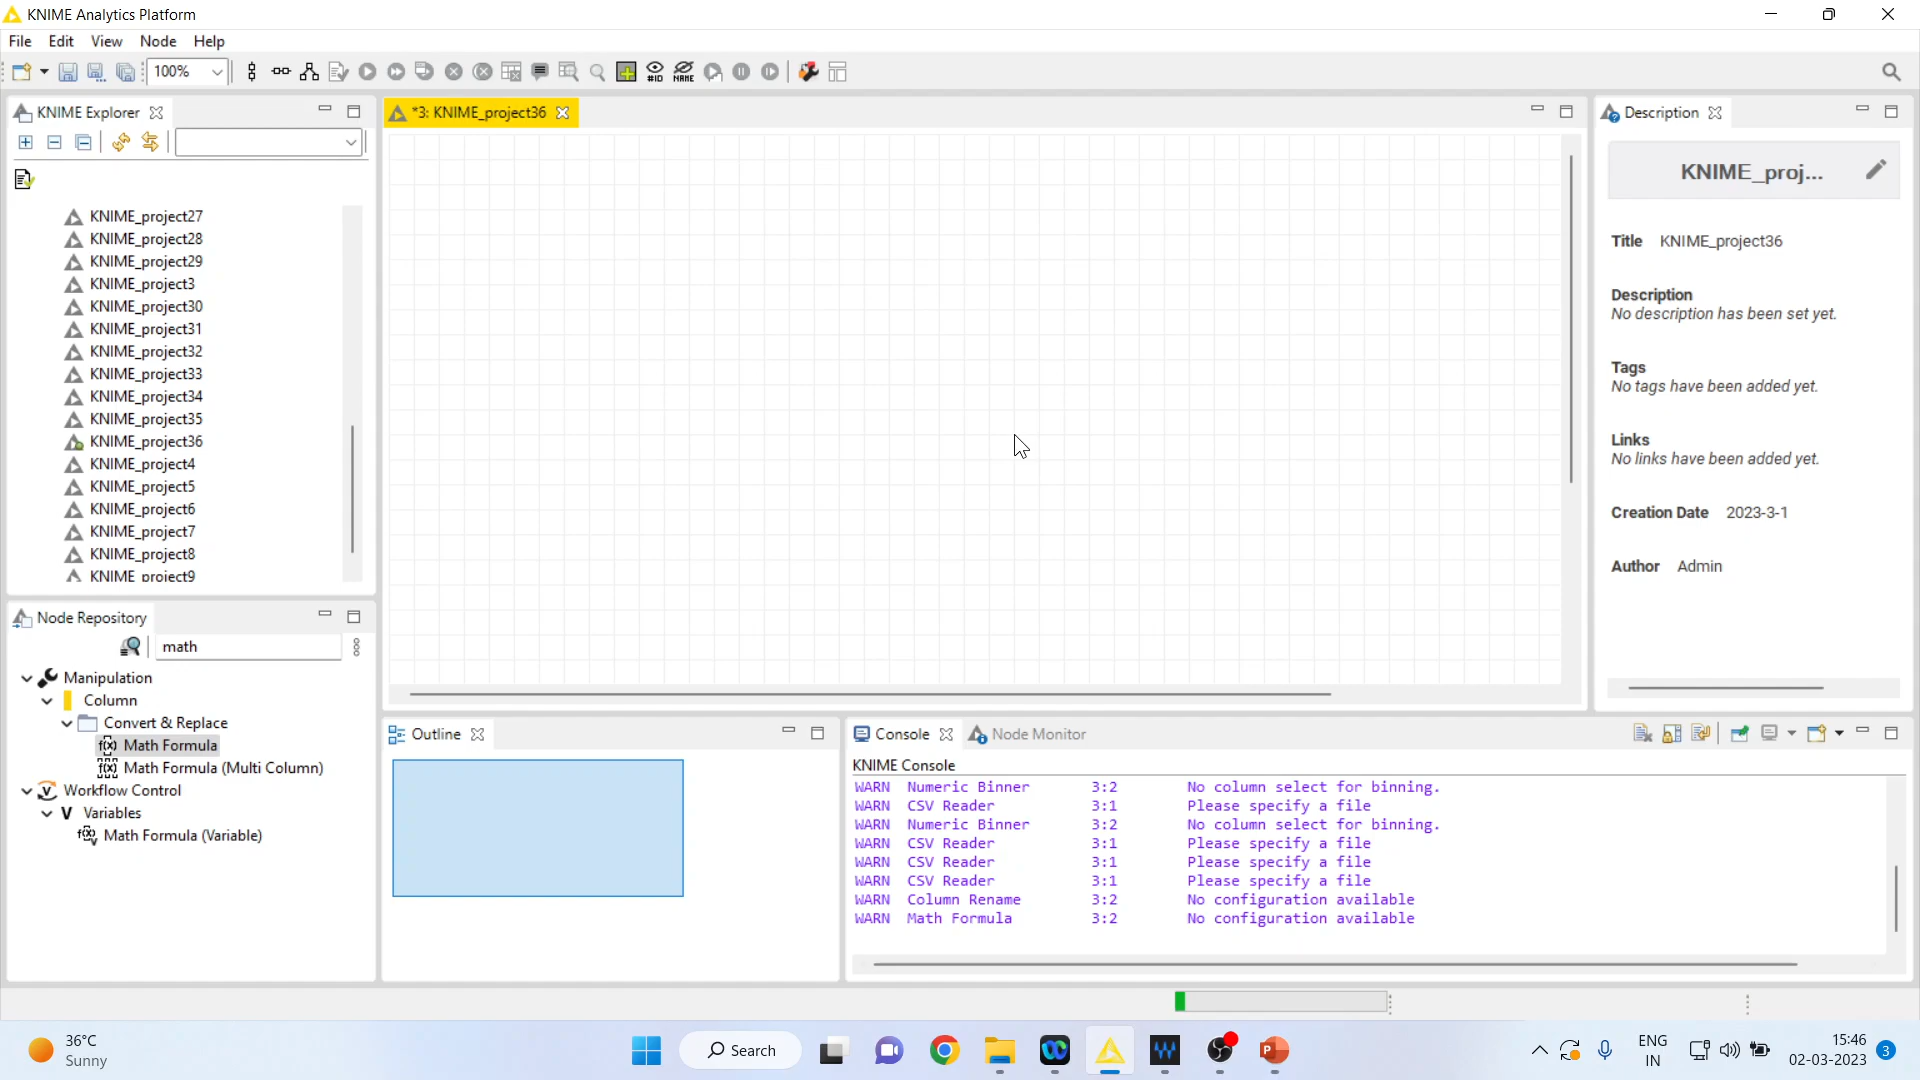 KNIME Analytics Platform
File Edit View Node Help
100%
#ID
NAME
KNIME Explorer
*3: KNIME_project36
Description
KNIME_project27
KNIME_project28
KNIME_project29
KNIME_project3
KNIME_project30
KNIME_project31
KNIME_project32
KNIME_project33
KNIME_project34
KNIME_project35
KNIME_project36
KNIME_project4
KNIME_project5
KNIME_project6
KNIME_project7
KNIME_project8
KNIME_project9
KNIME_proj...
Title KNIME_project36
Description
No description has been set yet.
Tags
No tags have been added yet.
Links
No links have been added yet.
Creation Date 2023-3-1
Author Admin
Node Repository
math
Manipulation
Column
Convert & Replace
f(x) Math Formula
f(x) Math Formula (Multi Column)
Workflow Control
V Variables
f(x) Math Formula (Variable)
Outline
Console Node Monitor
KNIME Console
WARN Numeric Binner 3:2 No column select for binning.
WARN CSV Reader 3:1 Please specify a file
WARN Numeric Binner 3:2 No column select for binning.
WARN CSV Reader 3:1 Please specify a file
WARN CSV Reader 3:1 Please specify a file
WARN CSV Reader 3:1 Please specify a file
WARN Column Rename 3:2 No configuration available
WARN Math Formula 3:2 No configuration available
36°C
Sunny
Search
ENG
IN
15:46
02-03-2023
3